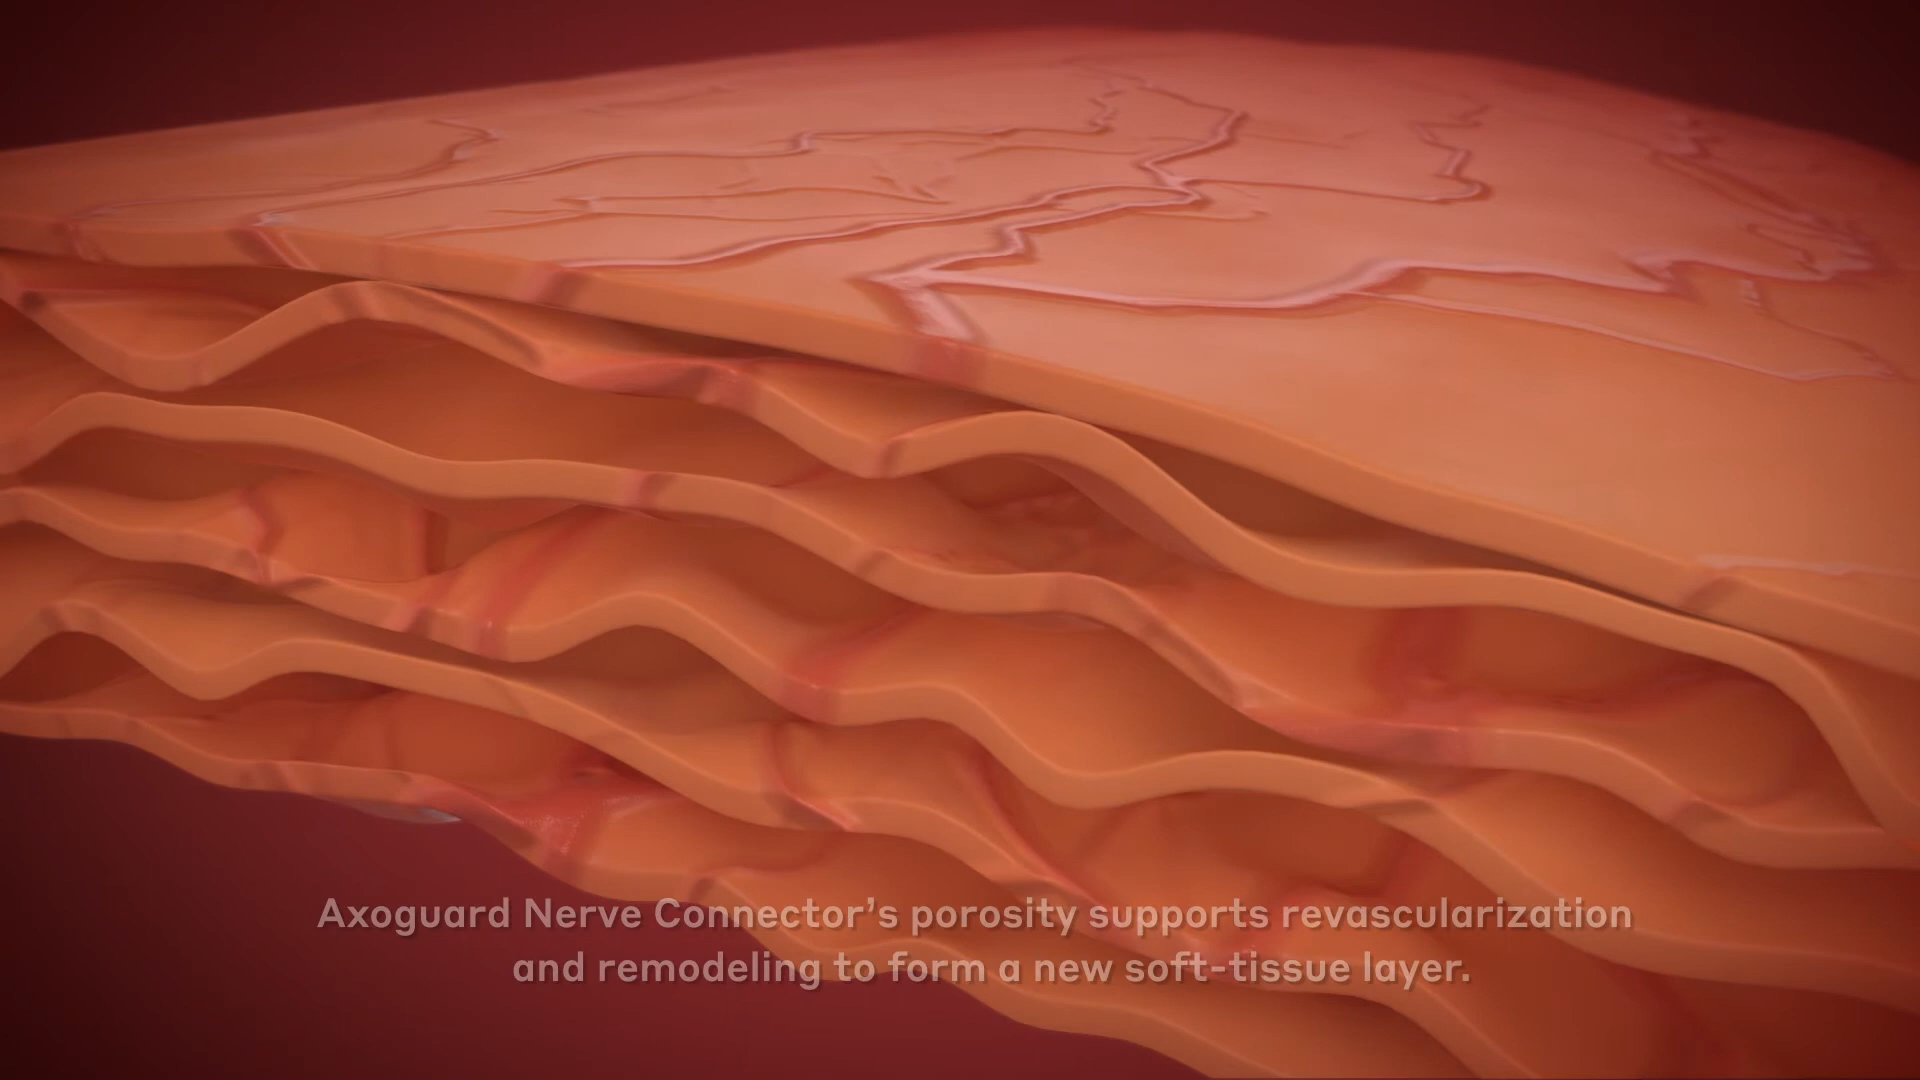 Axoguard Nerve Connector’s porosity supports revascularization
and remodeling to form a new soft-tissue layer.